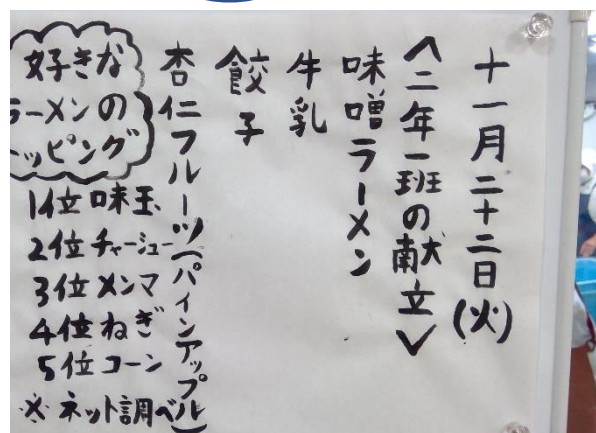 十一月二十二日(火)
<二年一班の献立>
味噌ラーメン
牛乳
餃子
杏仁フルーツ(パインアップル)
好きな
ラーメンの
トッピング
1位味玉
2位チャーシュー
3位メンマ
4位ねぎ
5位コーン
※ネット調べ